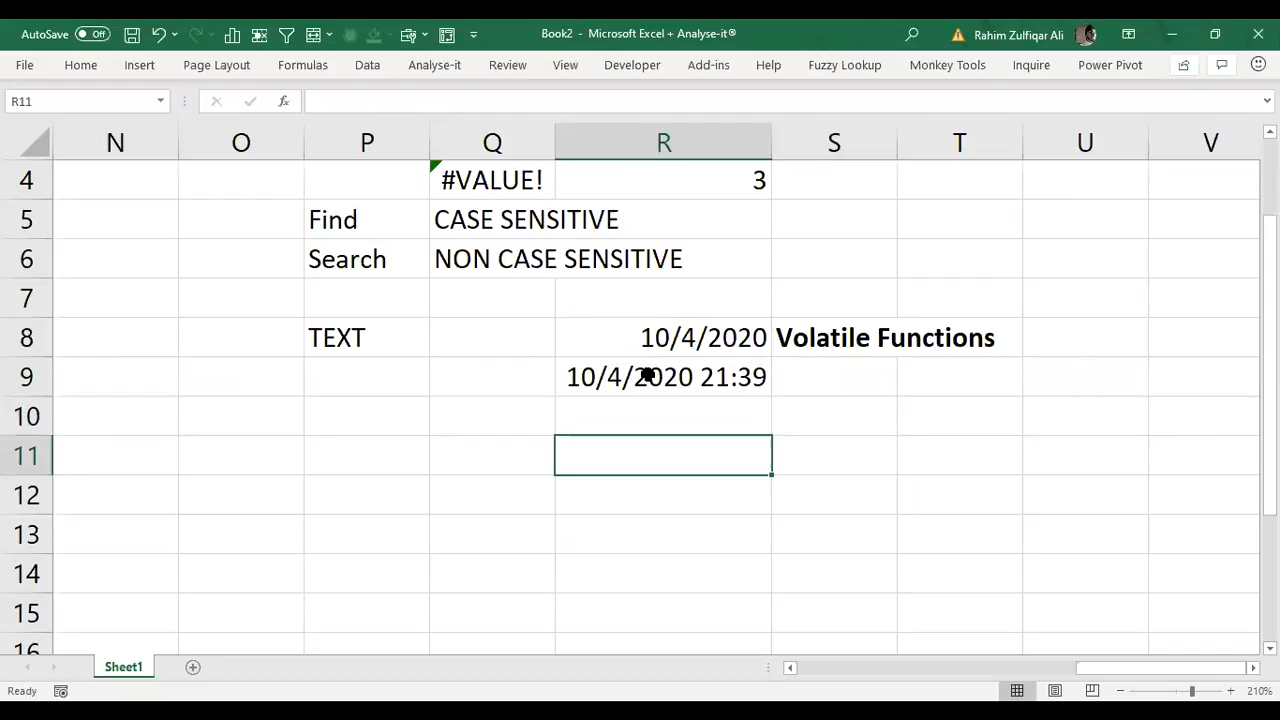 AutoSave Off Book2 - Microsoft Excel + Analyse-it® Rahim Zulfiqar Ali
File Home Insert Page Layout Formulas Data Analyse-it Review View Developer Add-ins Help Fuzzy Lookup Monkey Tools Inquire Power Pivot
R11 fx
N O P Q R S T U V
4 #VALUE! 3
5 Find CASE SENSITIVE
6 Search NON CASE SENSITIVE
7
8 TEXT 10/4/2020 Volatile Functions
9 10/4/2020 21:39
10
11
12
13
14
15
16
Sheet1
Ready 210%